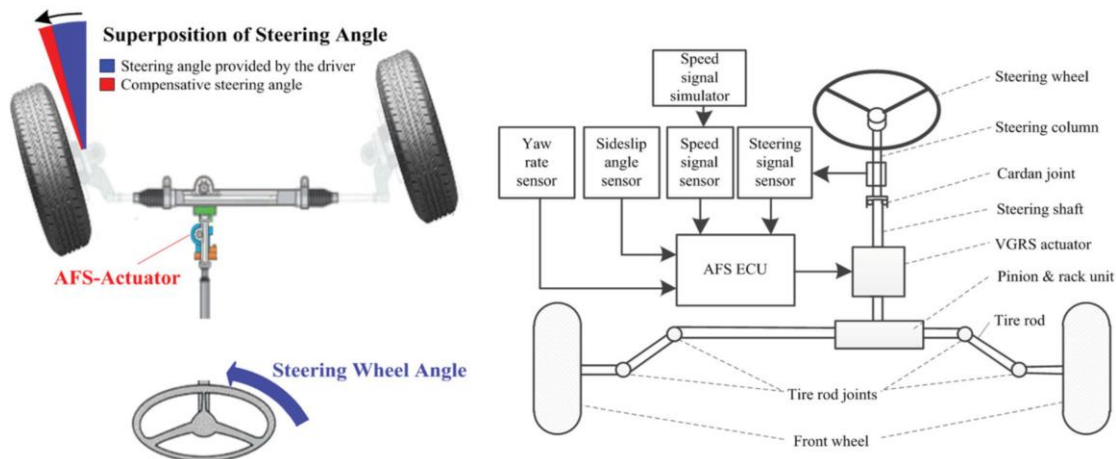 Superposition of Steering Angle
Steering angle provided by the driver
Compensative steering angle
AFS-Actuator
Steering Wheel Angle
Speed
signal
simulator
Yaw
rate
sensor
Sideslip
angle
sensor
Speed
signal
sensor
Steering
signal
sensor
AFS ECU
Steering wheel
Steering column
Cardan joint
Steering shaft
VGRS actuator
Pinion & rack unit
Tire rod
Tire rod joints
Front wheel